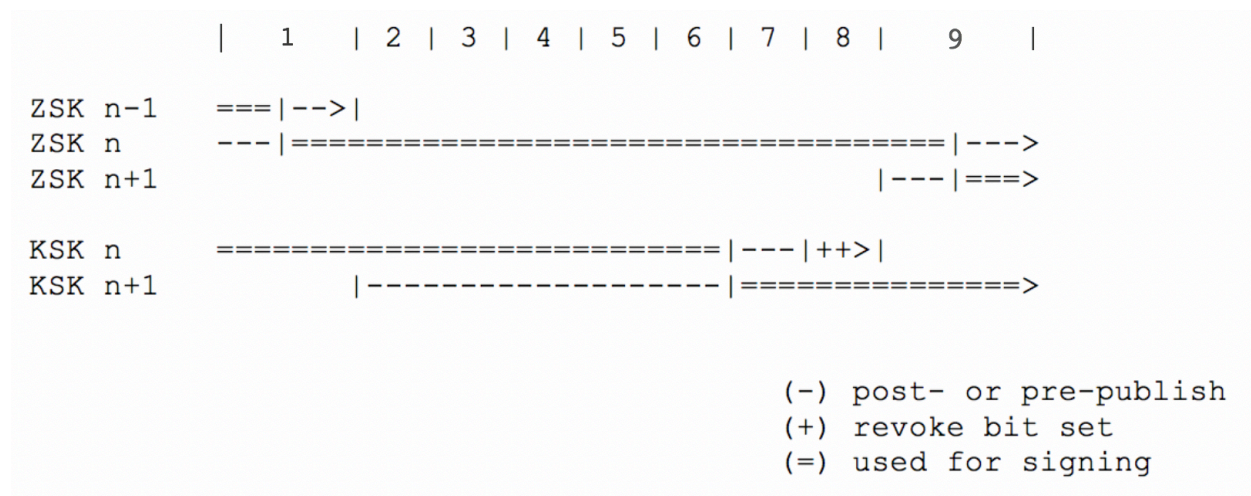 |   1   | 2 | 3 | 4 | 5 | 6 | 7 | 8 |   9   |
ZSK n-1   ===|-->|
ZSK n     ---|===================================|--->
ZSK n+1                                      |---|===>
KSK n     ===========================|---|++>|
KSK n+1          |-------------------|===============>
(-) post- or pre-publish
(+) revoke bit set
(=) used for signing